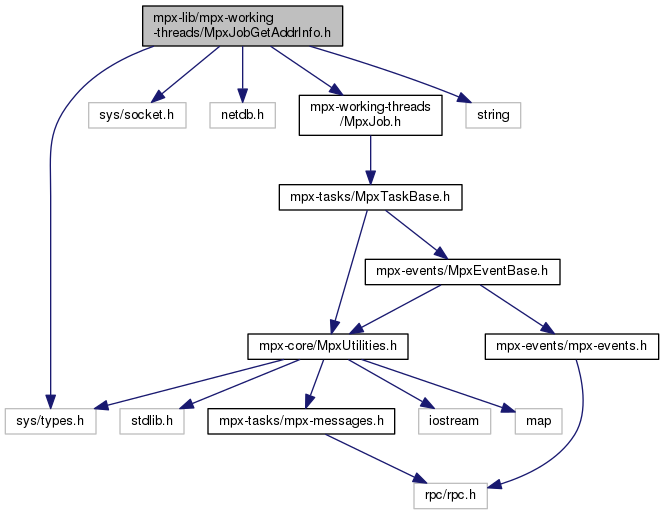 mpx-lib/mpx-working
-threads/MpxJobGetAddrInfo.h
sys/socket.h
netdb.h
mpx-working-threads
/MpxJob.h
string
mpx-tasks/MpxTaskBase.h
mpx-events/MpxEventBase.h
mpx-core/MpxUtilities.h
mpx-events/mpx-events.h
sys/types.h
stdlib.h
mpx-tasks/mpx-messages.h
iostream
map
rpc/rpc.h